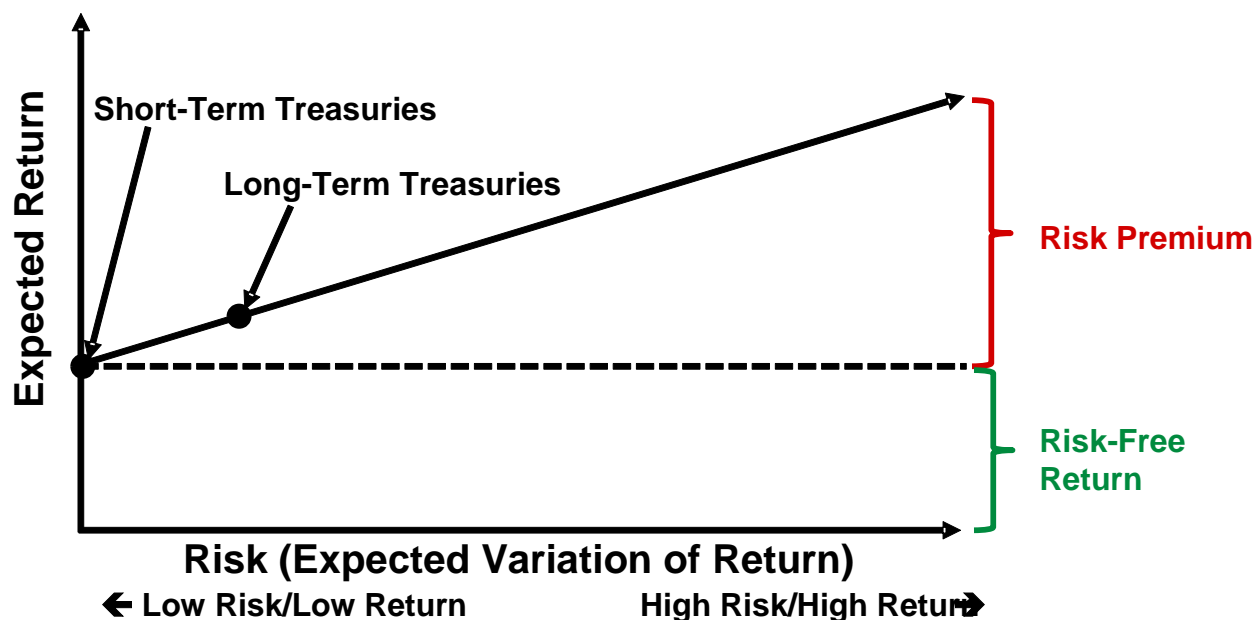 Expected Return
Short-Term Treasuries
Long-Term Treasuries
Risk Premium
Risk-Free
Return
Risk (Expected Variation of Return)
Low Risk/Low Return
High Risk/High Return